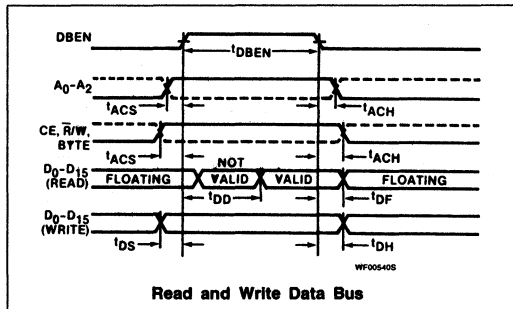 DBEN
tDBEN
A0-A2
tACS
tACH
CE, R̅/W,
BYTE
tACS
tACH
D0-D15
(READ)
FLOATING
NOT
VALID
VALID
FLOATING
tDD
tDF
D0-D15
(WRITE)
tDS
tDH
WF00540S
Read and Write Data Bus